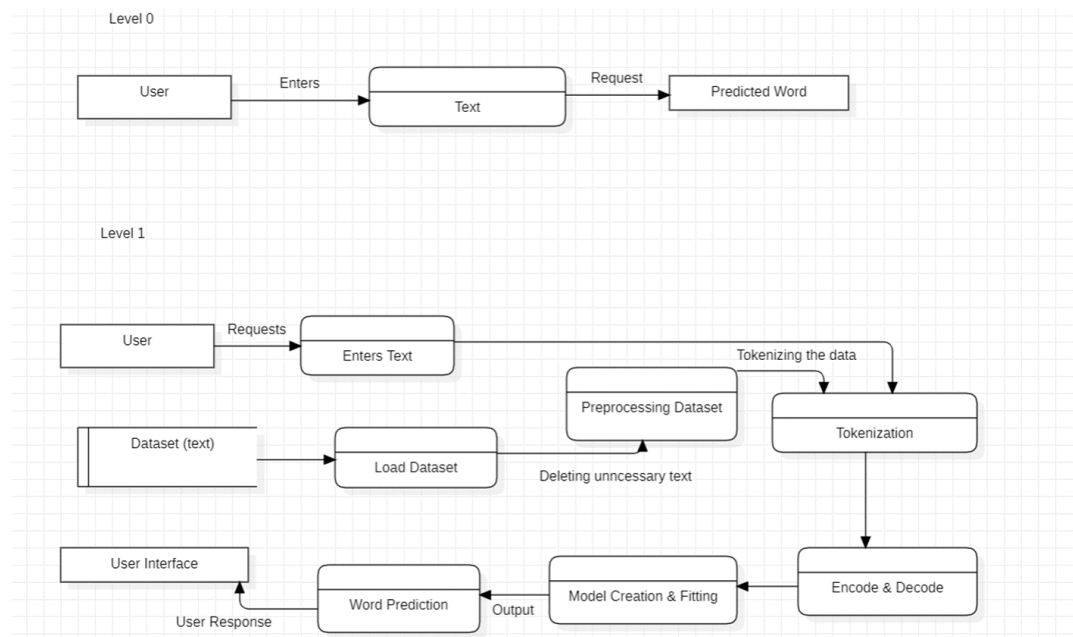 Level 0
User
Enters
Text
Request
Predicted Word
Level 1
User
Requests
Enters Text
Tokenizing the data
Preprocessing Dataset
Tokenization
Dataset (text)
Load Dataset
Deleting unncessary text
User Interface
User Response
Word Prediction
Output
Model Creation & Fitting
Encode & Decode